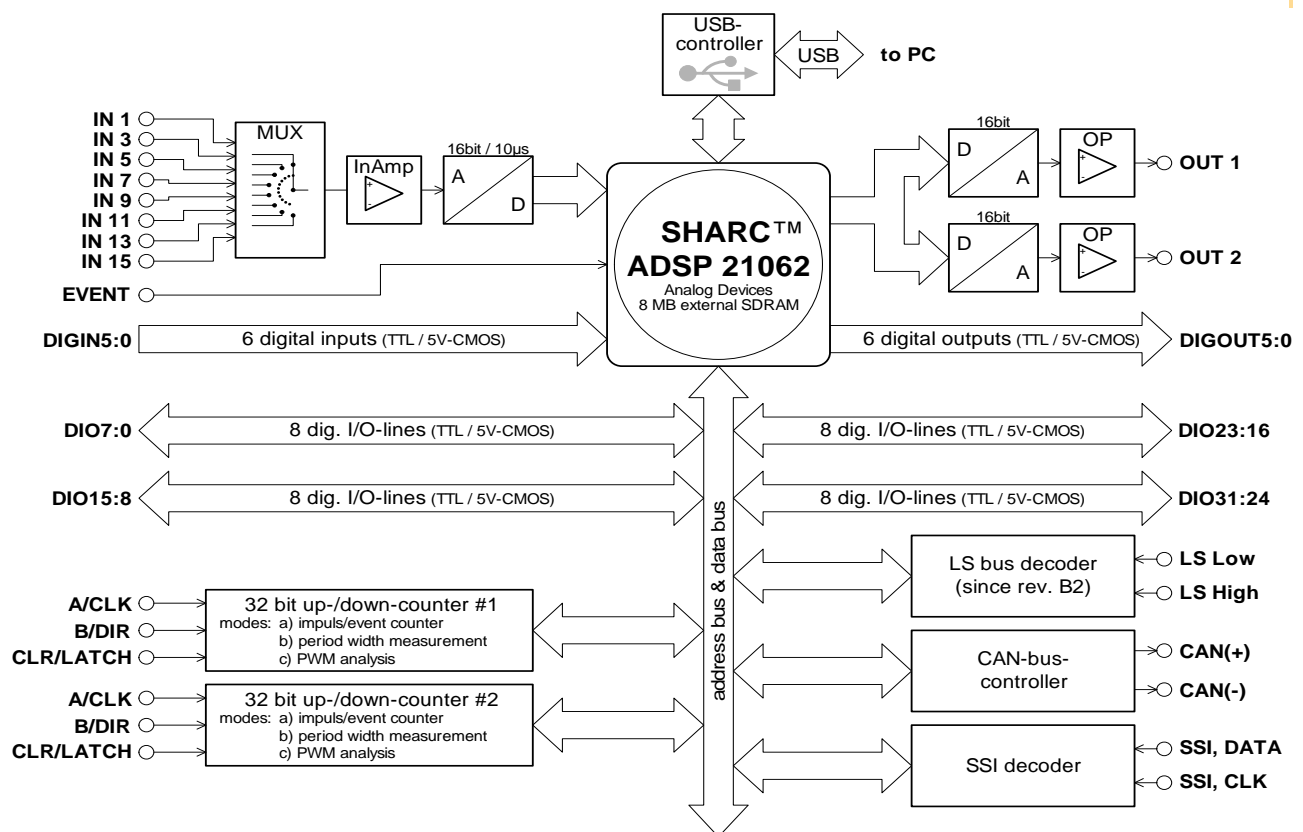 USB-
controller
USB
to PC
IN 1
IN 3
IN 5
IN 7
IN 9
IN 11
IN 13
IN 15
MUX
InAmp
+
-
16bit / 10µs
A
D
EVENT
SHARC™
ADSP 21062
Analog Devices
8 MB external SDRAM
16bit
D
A
OP
+
-
OUT 1
16bit
D
A
OP
+
-
OUT 2
DIGIN5:0
6 digital inputs (TTL / 5V-CMOS)
6 digital outputs (TTL / 5V-CMOS)
DIGOUT5:0
DIO7:0
8 dig. I/O-lines (TTL / 5V-CMOS)
8 dig. I/O-lines (TTL / 5V-CMOS)
DIO23:16
DIO15:8
8 dig. I/O-lines (TTL / 5V-CMOS)
8 dig. I/O-lines (TTL / 5V-CMOS)
DIO31:24
address bus & data bus
A/CLK
B/DIR
CLR/LATCH
32 bit up-/down-counter #1
modes: a) impuls/event counter
b) period width measurement
c) PWM analysis
A/CLK
B/DIR
CLR/LATCH
32 bit up-/down-counter #2
modes: a) impuls/event counter
b) period width measurement
c) PWM analysis
LS bus decoder
(since rev. B2)
LS Low
LS High
CAN-bus-
controller
CAN(+)
CAN(-)
SSI decoder
SSI, DATA
SSI, CLK